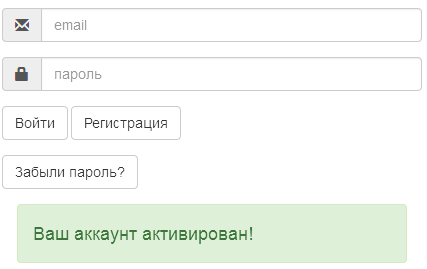 email
пароль
Войти Регистрация
Забыли пароль?
Ваш аккаунт активирован!